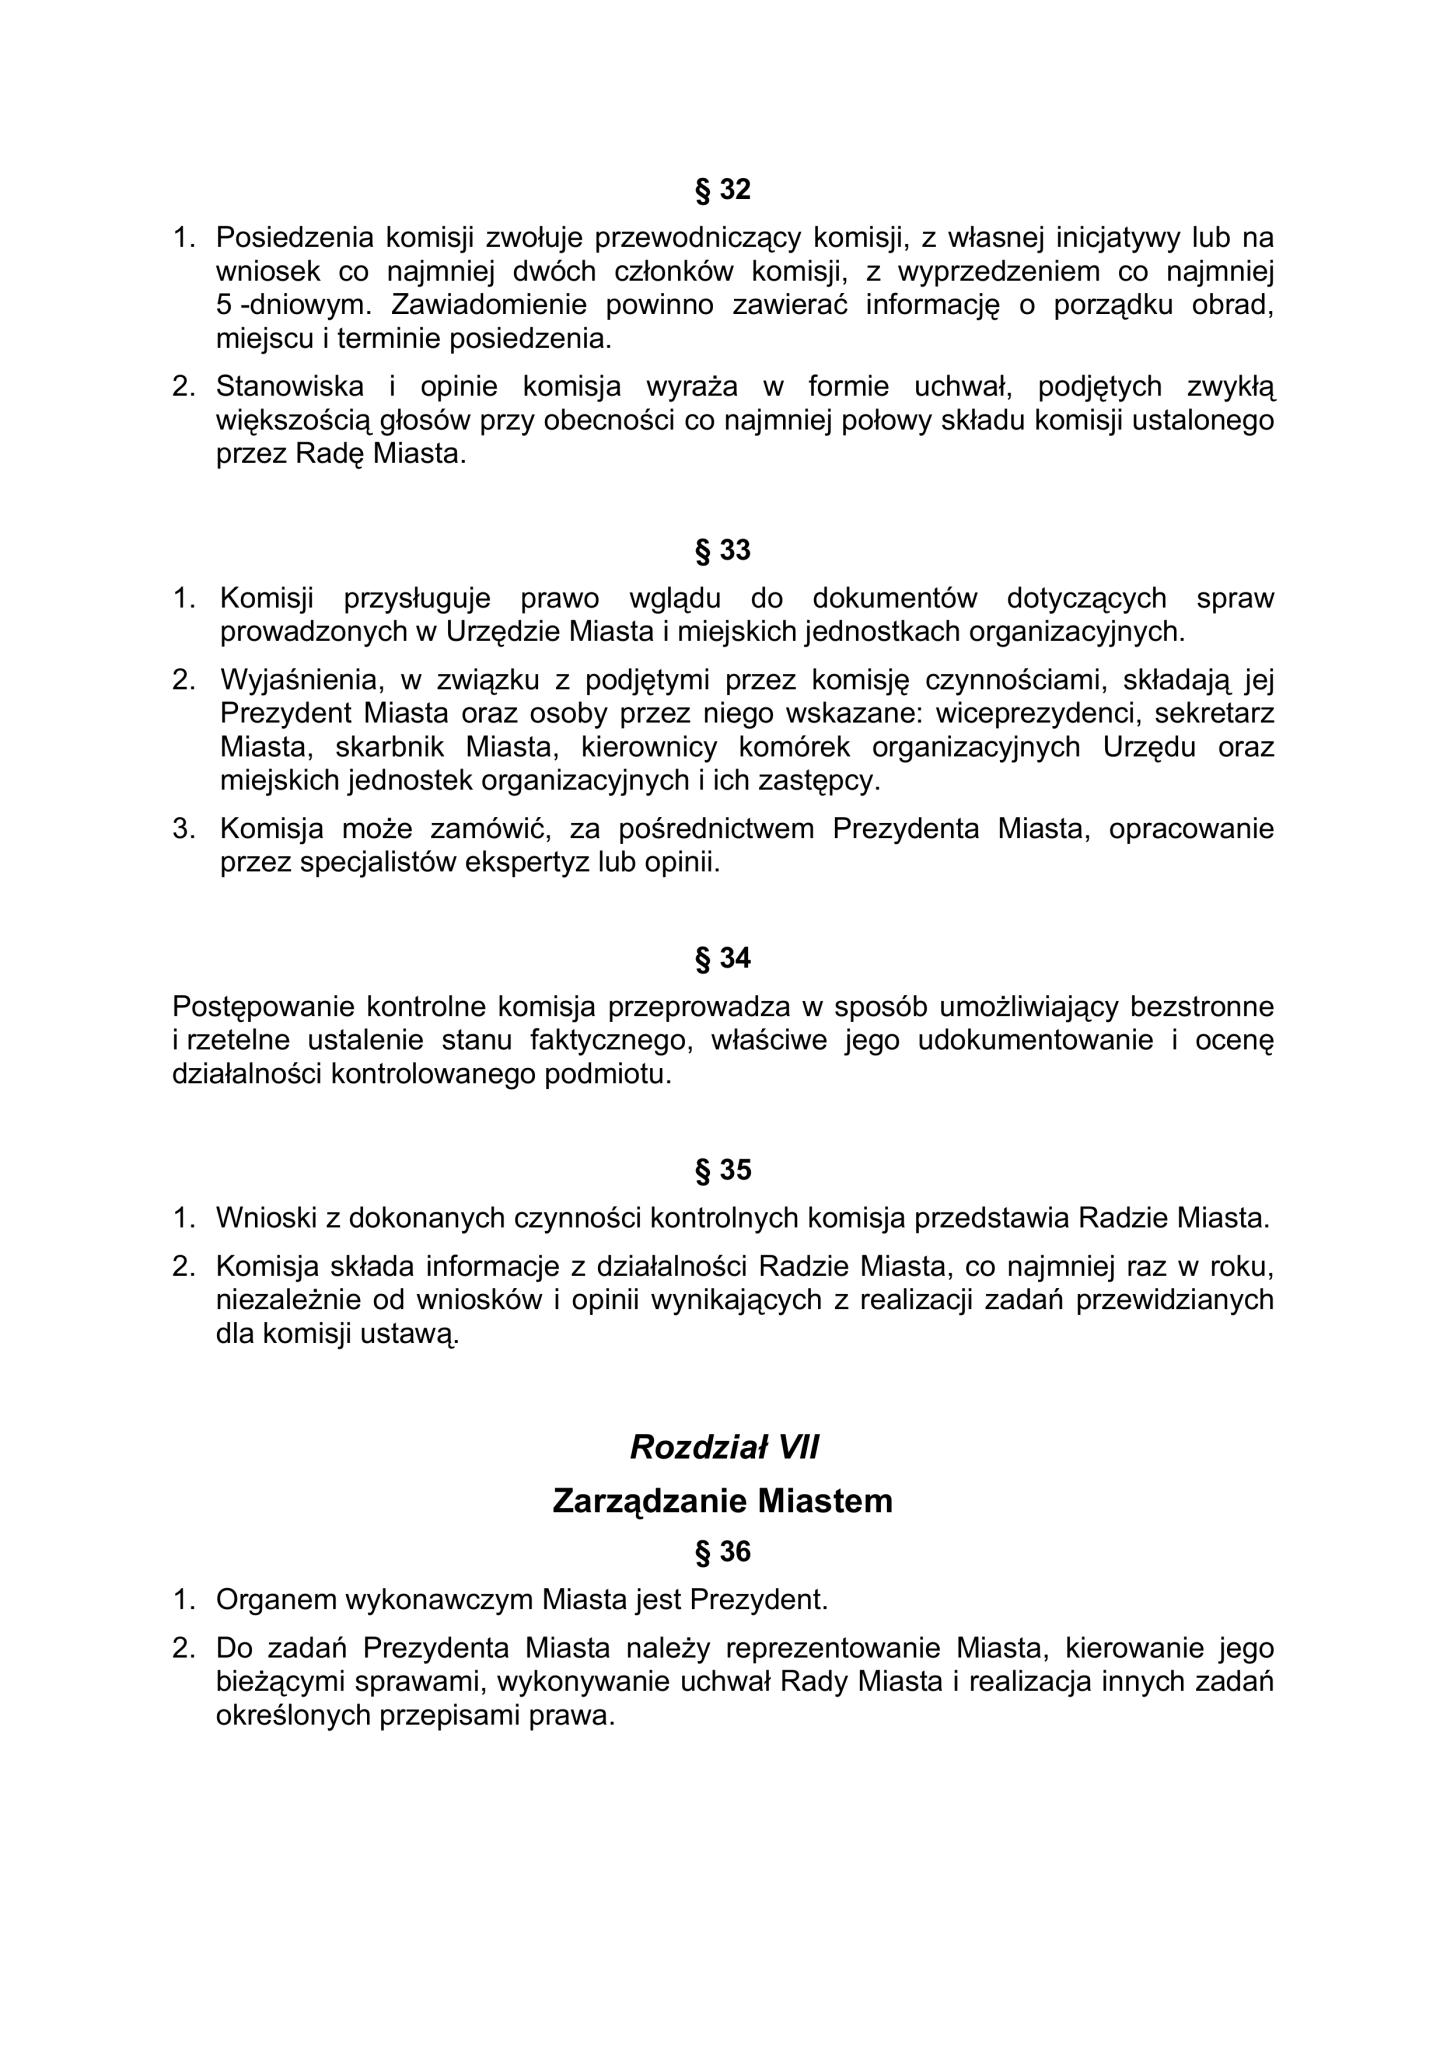 § 32
1. Posiedzenia komisji zwołuje przewodniczący komisji, z własnej inicjatywy lub na
wniosek co najmniej dwóch członków komisji, z wyprzedzeniem co najmniej
5 -dniowym. Zawiadomienie powinno zawierać informację o porządku obrad,
miejscu i terminie posiedzenia.
2. Stanowiska i opinie komisja wyraża w formie uchwał, podjętych zwykłą
większością głosów przy obecności co najmniej połowy składu komisji ustalonego
przez Radę Miasta.
§ 33
1. Komisji przysługuje prawo wglądu do dokumentów dotyczących spraw
prowadzonych w Urzędzie Miasta i miejskich jednostkach organizacyjnych.
2. Wyjaśnienia, w związku z podjętymi przez komisję czynnościami, składają jej
Prezydent Miasta oraz osoby przez niego wskazane: wiceprezydenci, sekretarz
Miasta, skarbnik Miasta, kierownicy komórek organizacyjnych Urzędu oraz
miejskich jednostek organizacyjnych i ich zastępcy.
3. Komisja może zamówić, za pośrednictwem Prezydenta Miasta, opracowanie
przez specjalistów ekspertyz lub opinii.
§ 34
Postępowanie kontrolne komisja przeprowadza w sposób umożliwiający bezstronne
i rzetelne ustalenie stanu faktycznego, właściwe jego udokumentowanie i ocenę
działalności kontrolowanego podmiotu.
§ 35
1. Wnioski z dokonanych czynności kontrolnych komisja przedstawia Radzie Miasta.
2. Komisja składa informacje z działalności Radzie Miasta, co najmniej raz w roku,
niezależnie od wniosków i opinii wynikających z realizacji zadań przewidzianych
dla komisji ustawą.
Rozdział VII
Zarządzanie Miastem
§ 36
1. Organem wykonawczym Miasta jest Prezydent.
2. Do zadań Prezydenta Miasta należy reprezentowanie Miasta, kierowanie jego
bieżącymi sprawami, wykonywanie uchwał Rady Miasta i realizacja innych zadań
określonych przepisami prawa.